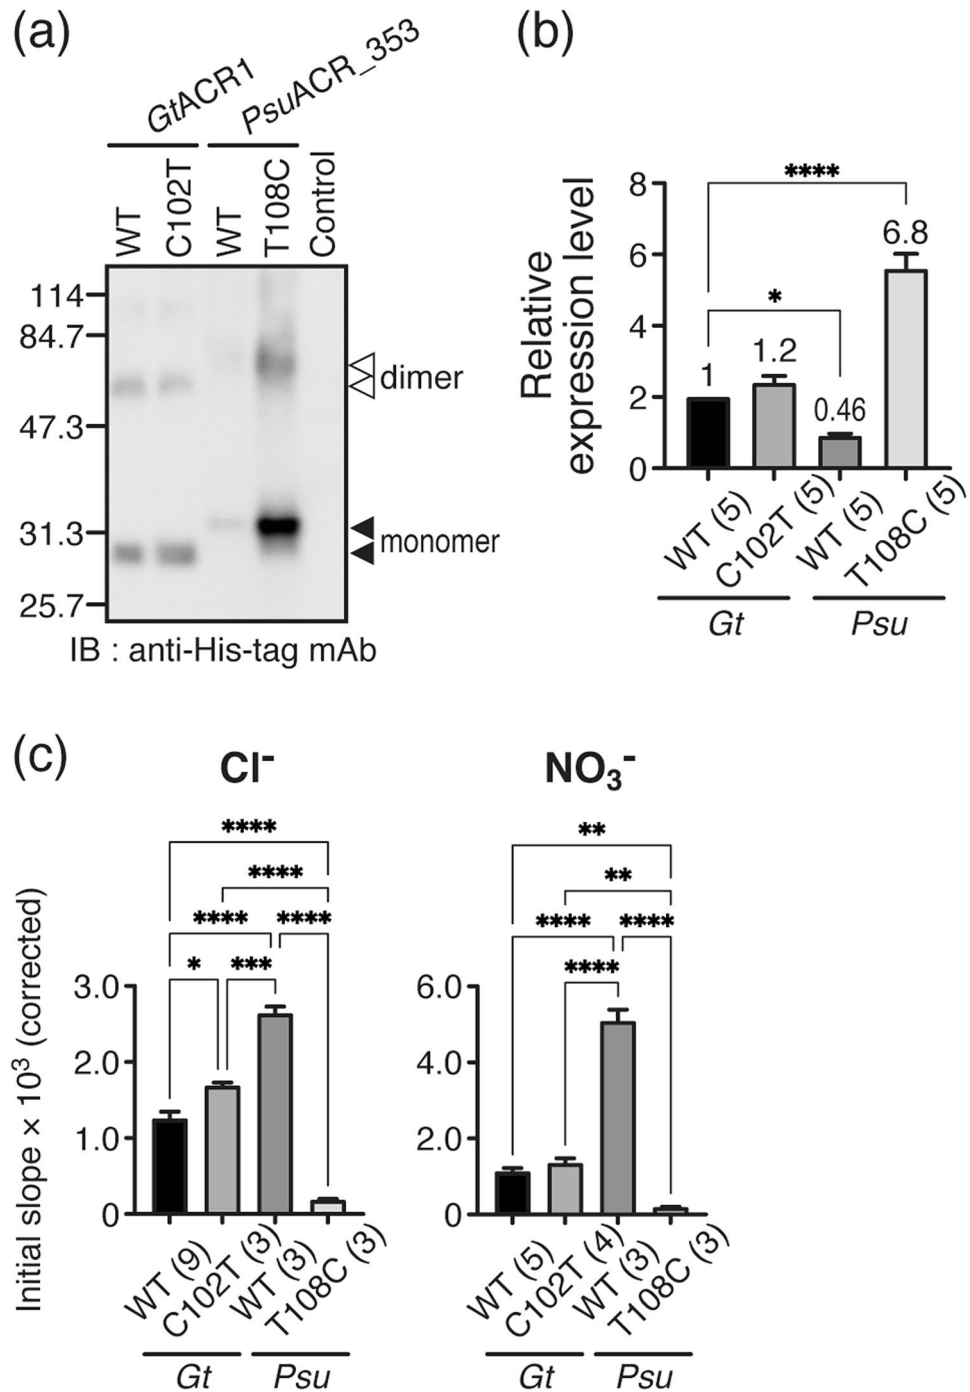 (a)
GtACR1
PsuACR_353
WT
C102T
WT
T108C
Control
114
84.7
47.3
31.3
25.7
dimer
monomer
IB : anti-His-tag mAb
(b)
Relative
expression level
8
6
4
2
0
****
*
1
1.2
0.46
6.8
WT (5)
C102T (5)
WT (5)
T108C (5)
Gt
Psu
(c)
Cl⁻
Initial slope × 10³ (corrected)
****
****
****
****
*
***
3.0
2.0
1.0
0
WT (9)
C102T (3)
WT (3)
T108C (3)
Gt
Psu
NO₃⁻
**
**
****
****
****
6.0
4.0
2.0
0
WT (5)
C102T (4)
WT (3)
T108C (3)
Gt
Psu